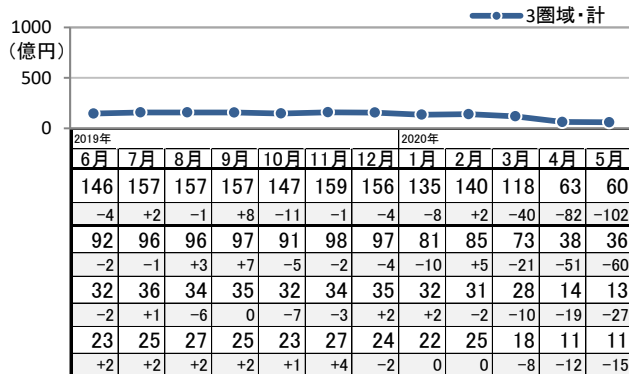 3圏域・計
1000
（億円）
500
0
2019年 2020年
6月 7月 8月 9月 10月 11月 12月 1月 2月 3月 4月 5月
146 157 157 157 147 159 156 135 140 118 63 60
−4 +2 −1 +8 −11 −1 −4 −8 +2 −40 −82 −102
92 96 96 97 91 98 97 81 85 73 38 36
−2 −1 +3 +7 −5 −2 −4 −10 +5 −21 −51 −60
32 36 34 35 32 34 35 32 31 28 14 13
−2 +1 −6 0 −7 −3 +2 +2 −2 −10 −19 −27
23 25 27 25 23 27 24 22 25 18 11 11
+2 +2 +2 +2 +1 +4 −2 0 0 −8 −12 −15